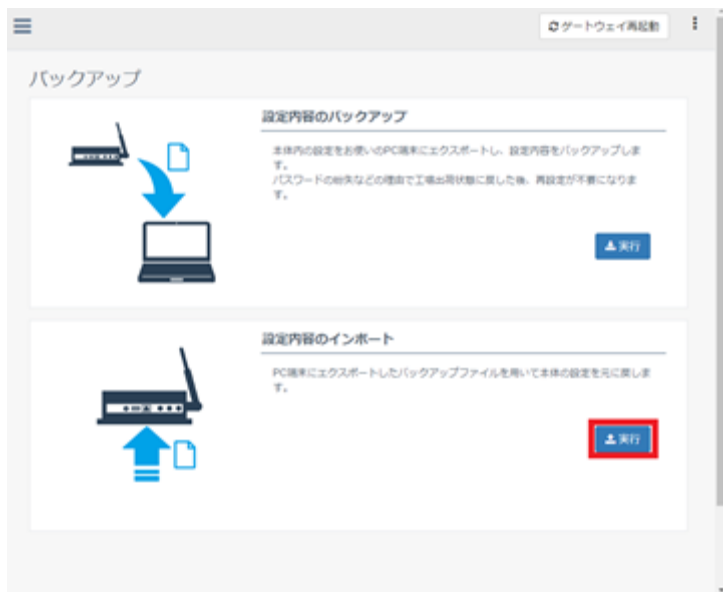 ゲートウェイ再起動
バックアップ
設定内容のバックアップ
本体内の設定をお使いのPC端末にエクスポートし、設定内容をバックアップしま
す。
パスワードの紛失などの理由で工場出荷状態に戻した後、再設定が不要になりま
す。
実行
設定内容のインポート
PC端末にエクスポートしたバックアップファイルを用いて本体の設定を元に戻しま
す。
実行